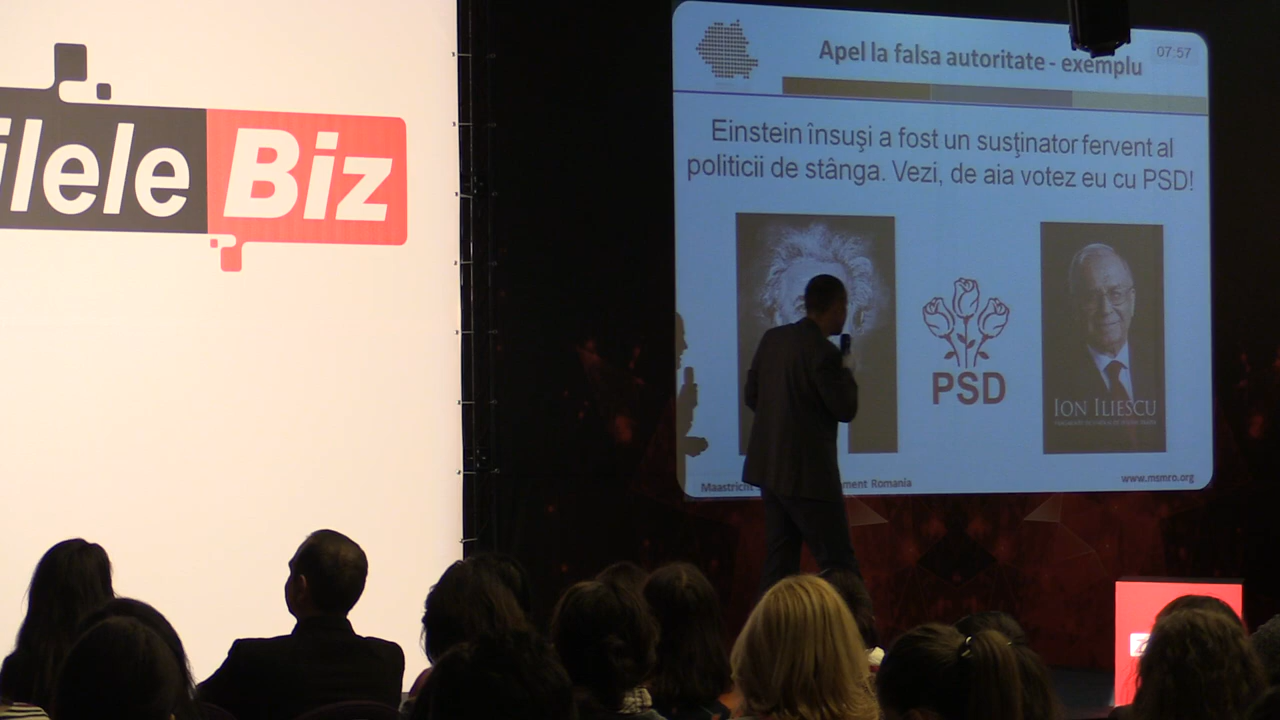 ilele Biz
Apel la falsa autoritate - exemplu
07:57
Einstein însuşi a fost un susţinator fervent al
politicii de stânga. Vezi, de aia votez eu cu PSD!
PSD
ION ILIESCU
Maastricht
ment Romania
www.msmro.org